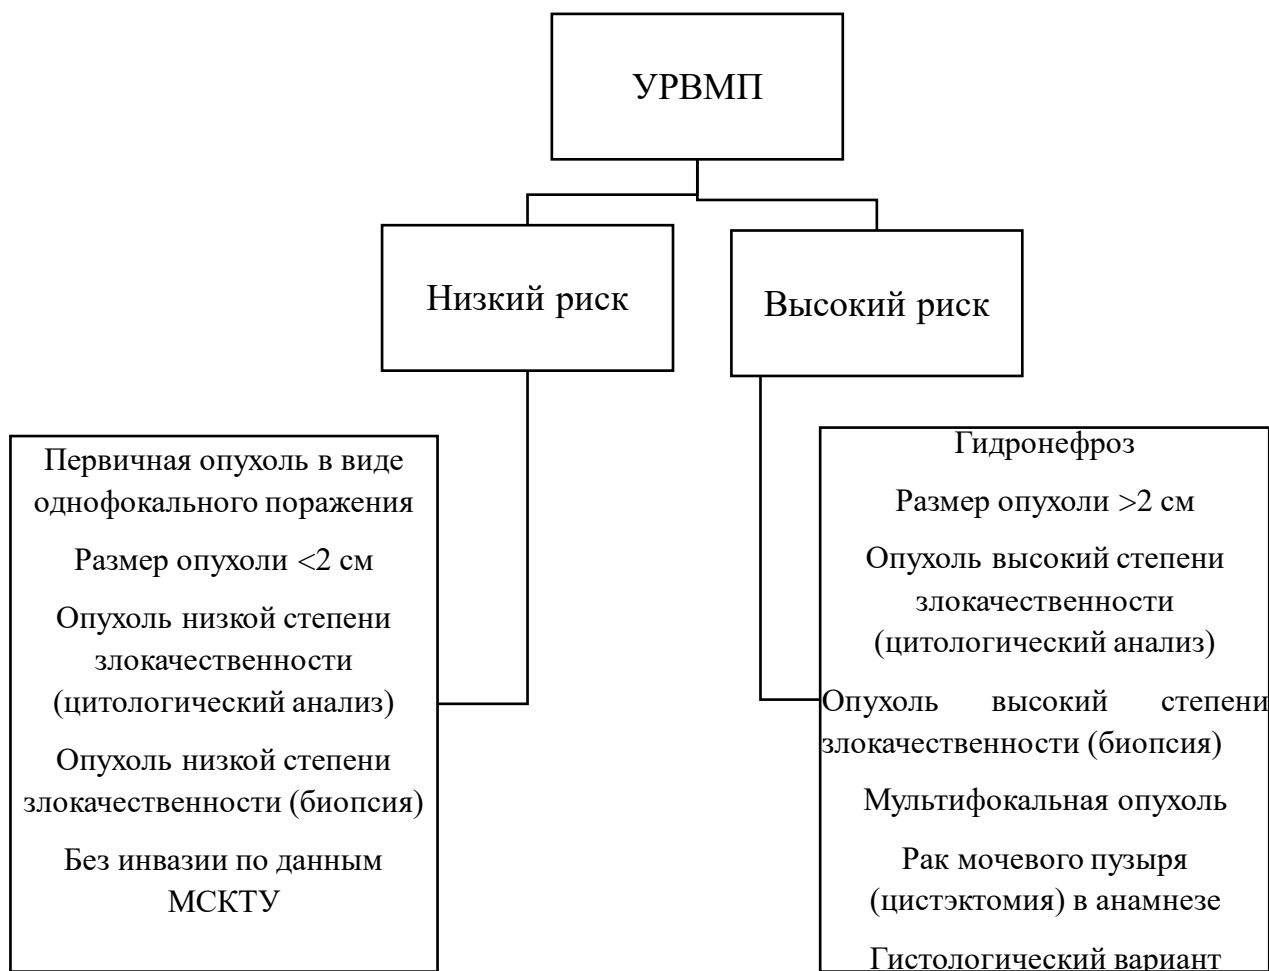 УРВМП
Низкий риск
Высокий риск
Первичная опухоль в виде
однофокального поражения
Размер опухоли <2 см
Опухоль низкой степени
злокачественности
(цитологический анализ)
Опухоль низкой степени
злокачественности (биопсия)
Без инвазии по данным
МСКТУ
Гидронефроз
Размер опухоли >2 см
Опухоль высокий степени
злокачественности
(цитологический анализ)
Опухоль высокий степени
злокачественности (биопсия)
Мультифокальная опухоль
Рак мочевого пузыря
(цистэктомия) в анамнезе
Гистологический вариант